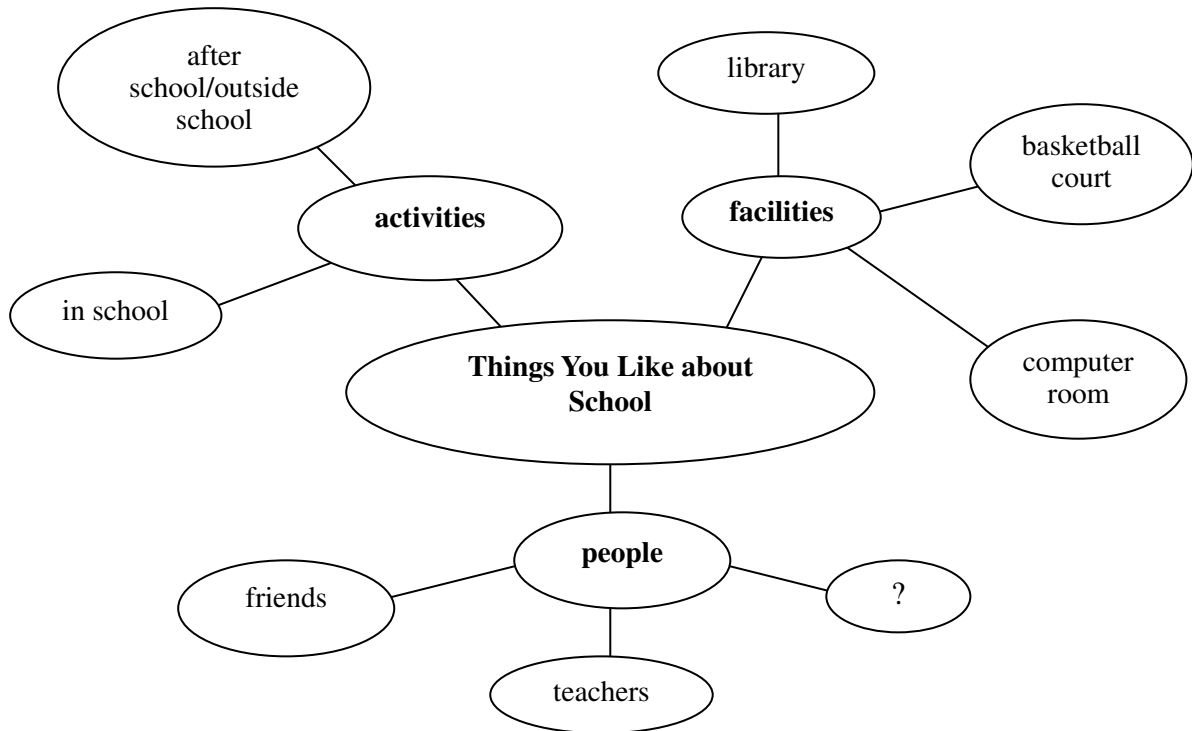 after
school/outside
school
library
basketball
court
activities
facilities
in school
computer
room
Things You Like about
School
people
friends
?
teachers